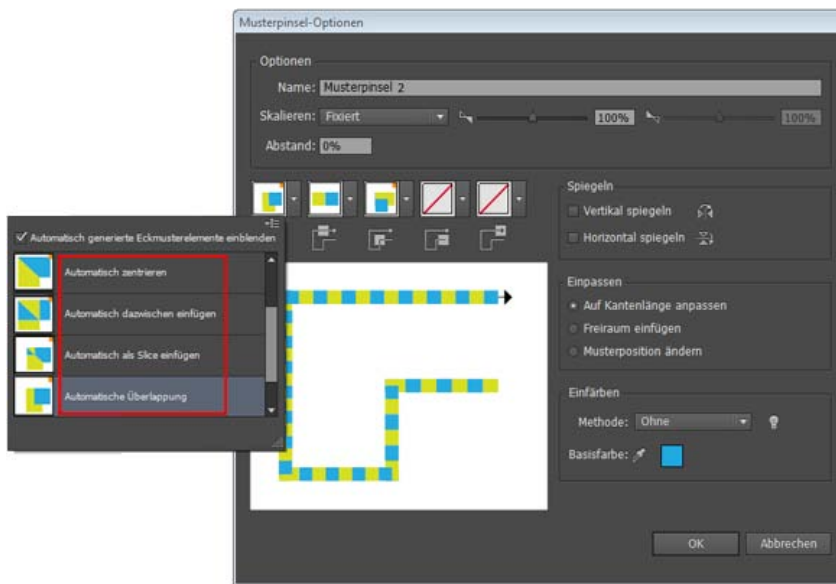 Musterpinsel-Optionen
Optionen
Name: Musterpinsel 2
Skalieren: Fixiert 100% 100%
Abstand: 0%
Automatisch generierte Eckmusterelemente einblenden
Automatisch zentrieren
Automatisch dazwischen einfügen
Automatisch als Slice einfügen
Automatische Überlappung
Spiegeln
Vertikal spiegeln
Horizontal spiegeln
Einpassen
Auf Kantenlänge anpassen
Freiraum einfügen
Musterposition ändern
Einfärben
Methode: Ohne
Basisfarbe:
OK Abbrechen